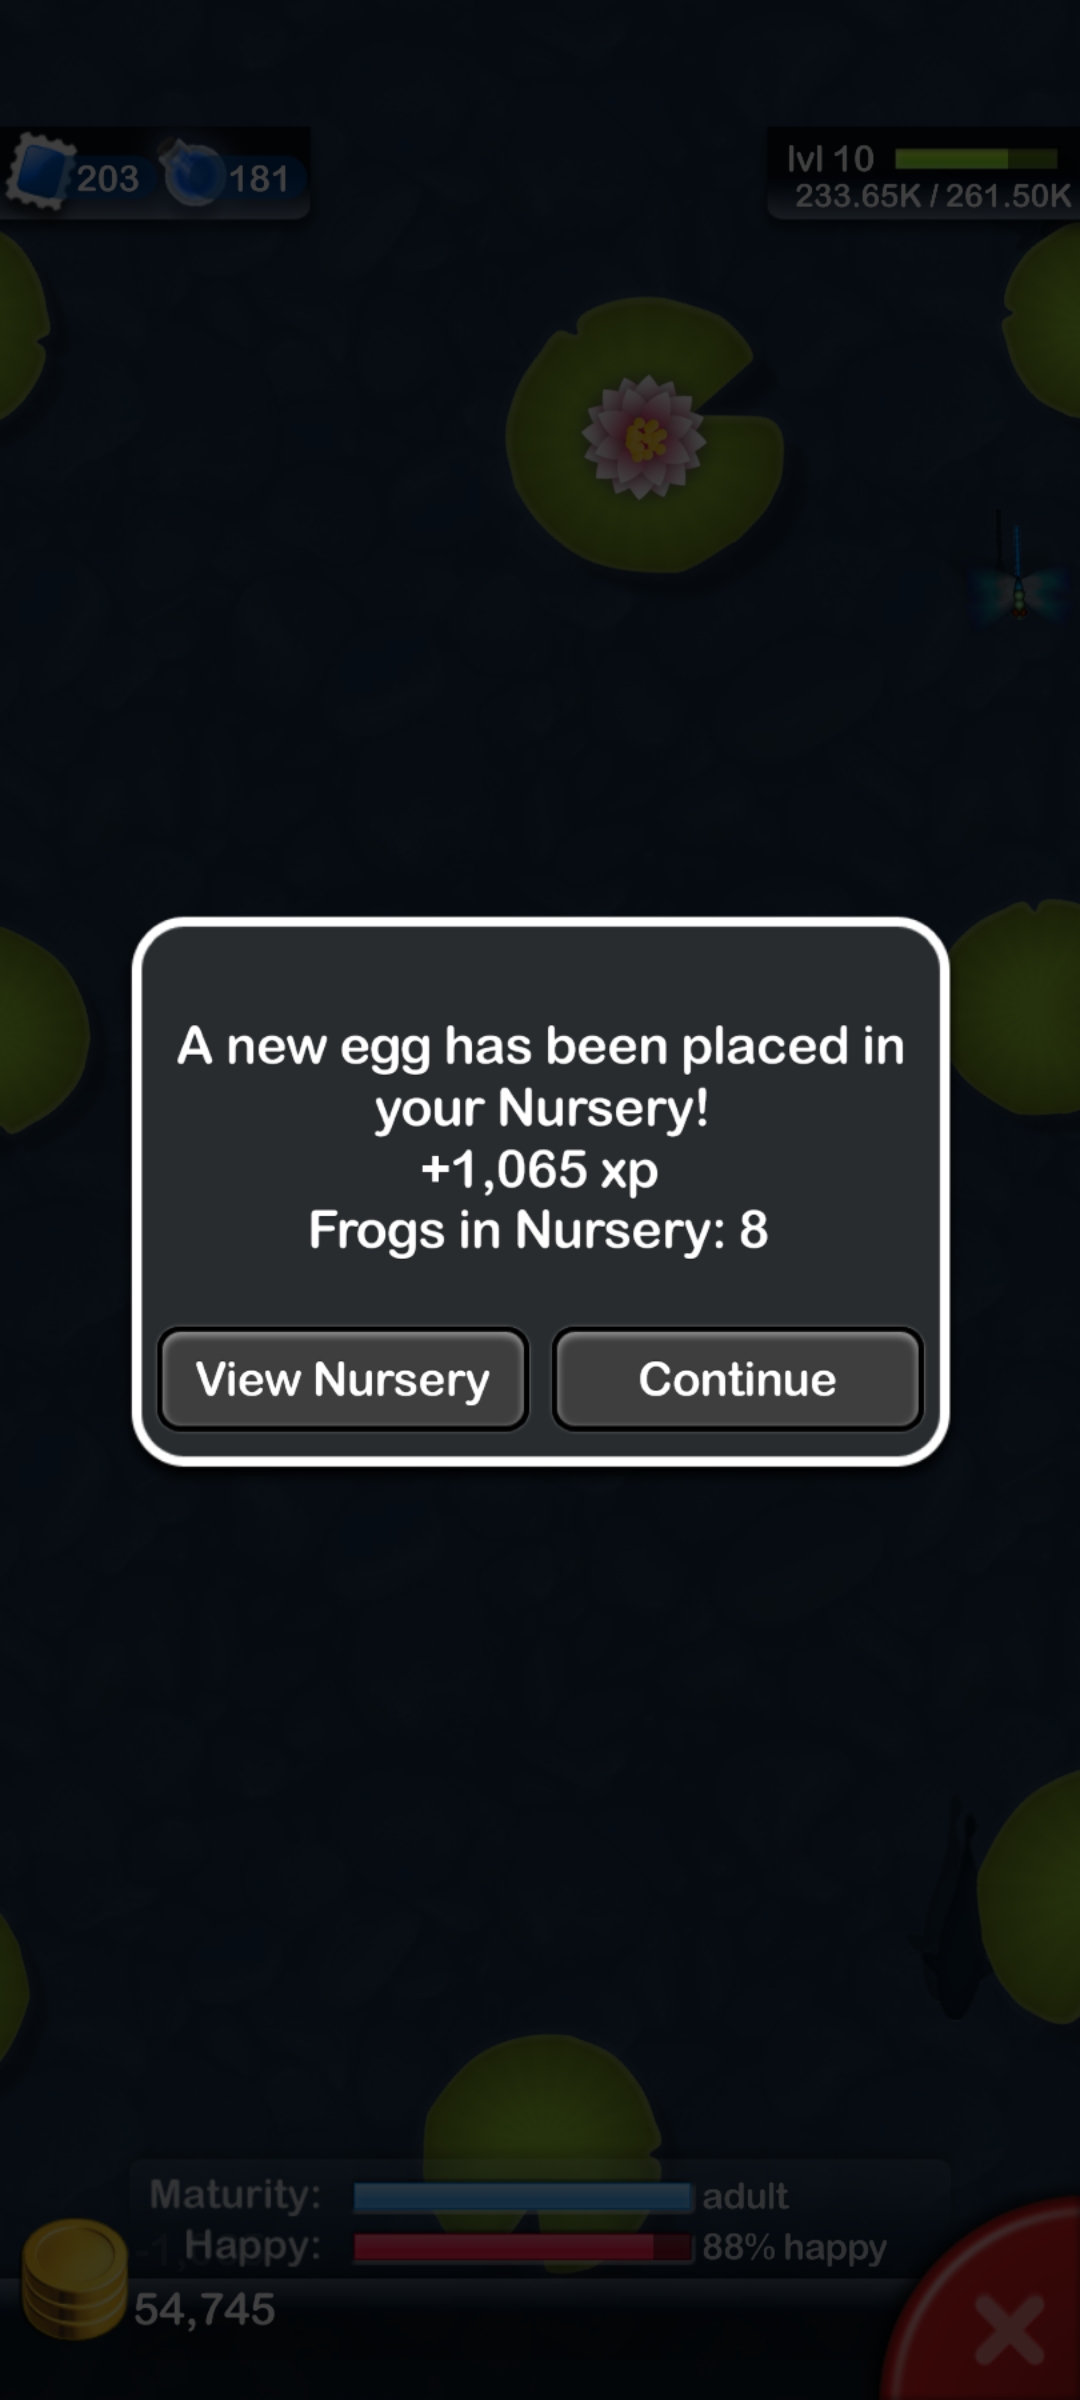 203 181
lvl 10
233.65K / 261.50K
A new egg has been placed in
your Nursery!
+1,065 xp
Frogs in Nursery: 8
View Nursery Continue
Maturity: adult
Happy: 88% happy
54,745